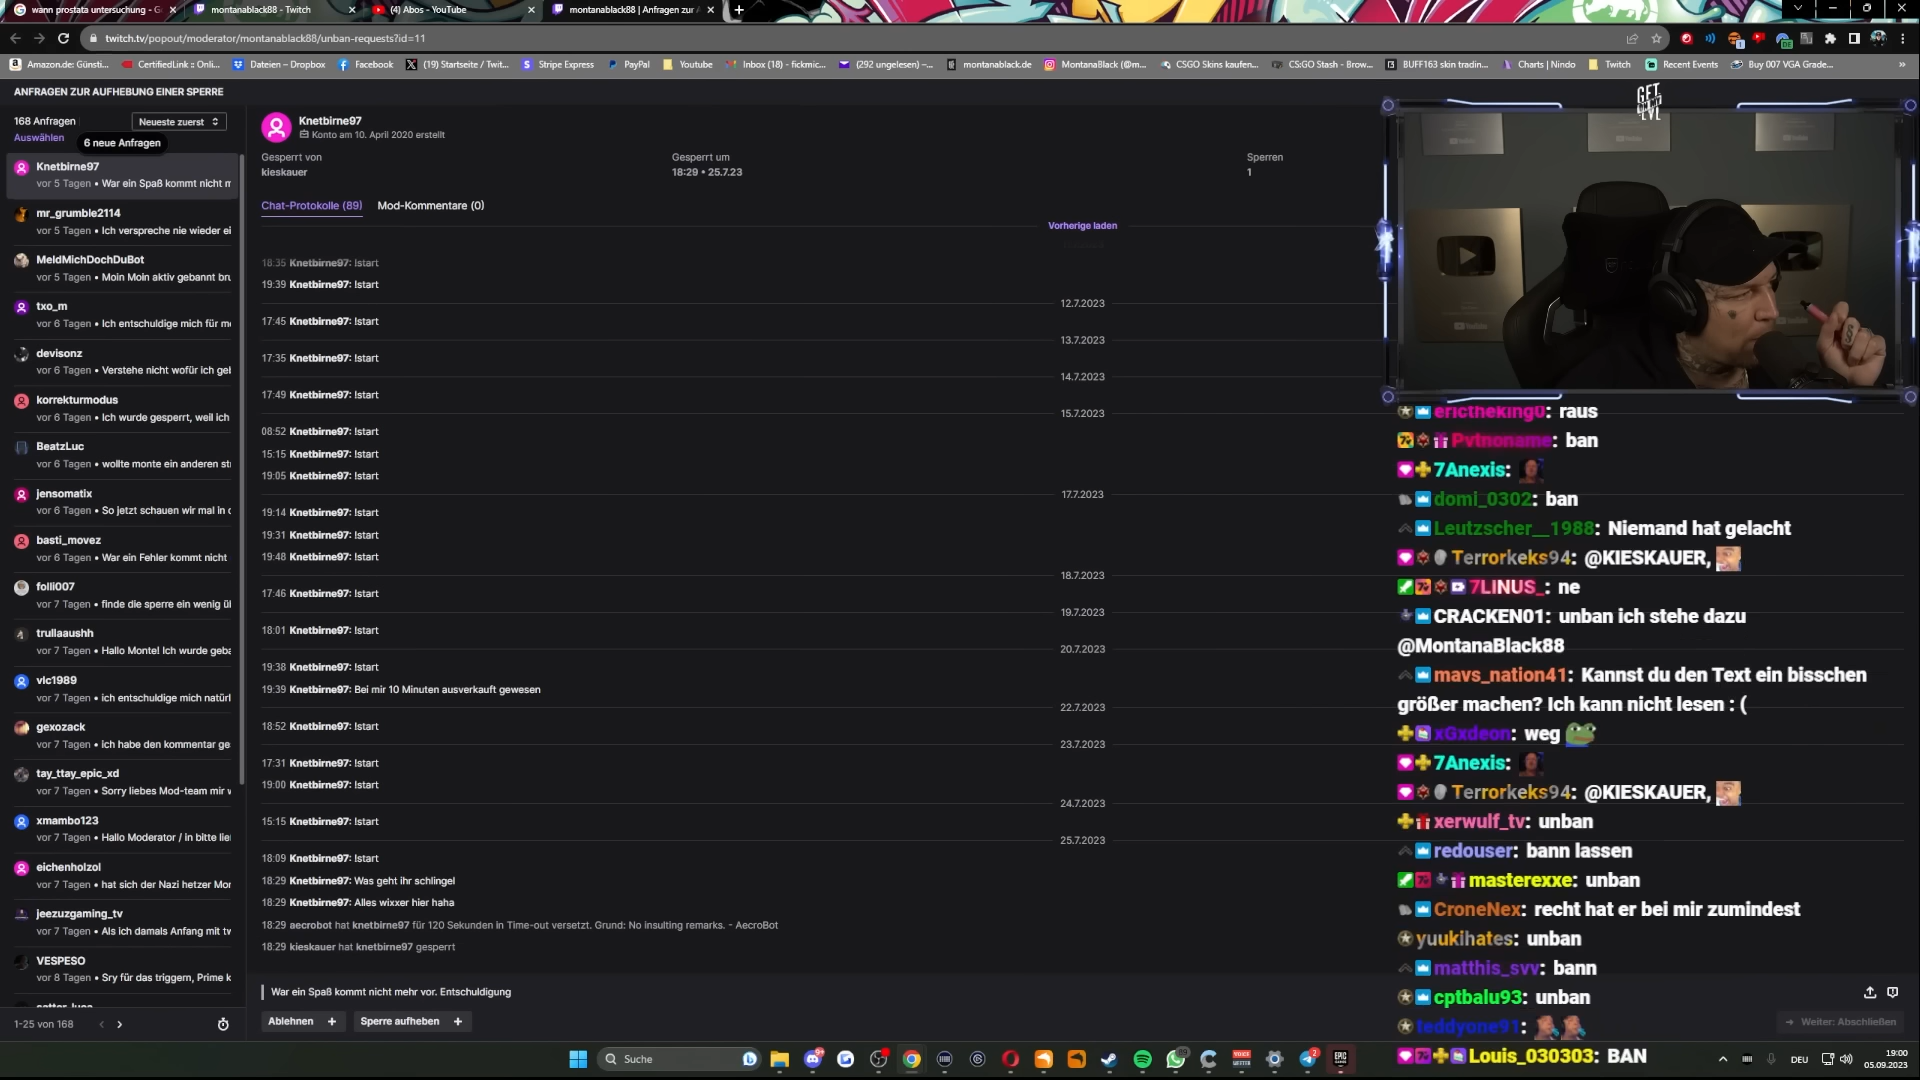 wann prostata untersuchung - G
montanablack88 - Twitch
(4) Abos - YouTube
montanablack88 | Anfragen zur A
twitch.tv/popout/moderator/montanablack88/unban-requests?id=11
Amazon.de: Günsti...
CertifiedLink :: Onli...
Dateien – Dropbox
Facebook
(19) Startseite / Twit...
Stripe Express
PayPal
Youtube
Inbox (18) - fickmic...
(292 ungelesen) –...
montanablack.de
MontanaBlack (@m...
CSGO Skins kaufen...
CS:GO Stash - Brow...
BUFF163 skin tradin...
Charts | Nindo
Twitch
Recent Events
Buy 007 VGA Grade...
ANFRAGEN ZUR AUFHEBUNG EINER SPERRE
168 Anfragen
Neueste zuerst
Auswählen
6 neue Anfragen
Knetbirne97
vor 5 Tagen • War ein Spaß kommt nicht m
mr_grumble2114
vor 5 Tagen • Ich verspreche nie wieder ei
MeldMichDochDuBot
vor 5 Tagen • Moin Moin aktiv gebannt bru
txo_m
vor 6 Tagen • Ich entschuldige mich für me
devisonz
vor 6 Tagen • Verstehe nicht wofür ich gel
korrekturmodus
vor 6 Tagen • Ich wurde gesperrt, weil ich
BeatzLuc
vor 6 Tagen • wollte monte ein anderen str
jensomatix
vor 6 Tagen • So jetzt schauen wir mal in d
basti_movez
vor 6 Tagen • War ein Fehler kommt nicht
folli007
vor 7 Tagen • finde die sperre ein wenig ül
trullaaushh
vor 7 Tagen • Hallo Monte! Ich wurde geba
vlc1989
vor 7 Tagen • ich entschuldige mich natürl
gexozack
vor 7 Tagen • ich habe den kommentar ge
tay_ttay_epic_xd
vor 7 Tagen • Sorry liebes Mod-team mir w
xmambo123
vor 7 Tagen • Hallo Moderator / in bitte lie
eichenholzol
vor 7 Tagen • hat sich der Nazi hetzer Mon
jeezuzgaming_tv
vor 7 Tagen • Als ich damals Anfang mit tw
VESPESO
vor 8 Tagen • Sry für das triggern, Prime k
1-25 von 168
Knetbirne97
Konto am 10. April 2020 erstellt
Gesperrt von
kieskauer
Gesperrt um
18:29 • 25.7.23
Sperren
1
Chat-Protokolle (89)
Mod-Kommentare (0)
Vorherige laden
18:35 Knetbirne97: !start
19:39 Knetbirne97: !start
12.7.2023
17:45 Knetbirne97: !start
13.7.2023
17:35 Knetbirne97: !start
14.7.2023
17:49 Knetbirne97: !start
15.7.2023
08:52 Knetbirne97: !start
15:15 Knetbirne97: !start
19:05 Knetbirne97: !start
17.7.2023
19:14 Knetbirne97: !start
19:31 Knetbirne97: !start
19:48 Knetbirne97: !start
18.7.2023
17:46 Knetbirne97: !start
19.7.2023
18:01 Knetbirne97: !start
20.7.2023
19:38 Knetbirne97: !start
19:39 Knetbirne97: Bei mir 10 Minuten ausverkauft gewesen
22.7.2023
18:52 Knetbirne97: !start
23.7.2023
17:31 Knetbirne97: !start
19:00 Knetbirne97: !start
24.7.2023
15:15 Knetbirne97: !start
25.7.2023
18:09 Knetbirne97: !start
18:29 Knetbirne97: Was geht ihr schlingel
18:29 Knetbirne97: Alles wixxer hier haha
18:29 aecrobot hat knetbirne97 für 120 Sekunden in Time-out versetzt. Grund: No insulting remarks. - AecroBot
18:29 kieskauer hat knetbirne97 gesperrt
War ein Spaß kommt nicht mehr vor. Entschuldigung
Ablehnen +
Sperre aufheben +
Weiter: Abschließen
YouTube
erictheking0: raus
Pvtnoname: ban
7Anexis:
domi_0302: ban
Leutzscher__1988: Niemand hat gelacht
Terrorkeks94: @KIESKAUER,
7LINUS_: ne
CRACKEN01: unban ich stehe dazu
@MontanaBlack88
mavs_nation41: Kannst du den Text ein bisschen
größer machen? Ich kann nicht lesen : (
xGxdeon: weg
7Anexis:
Terrorkeks94: @KIESKAUER,
xerwulf_tv: unban
redouser: bann lassen
masterexxe: unban
CroneNex: recht hat er bei mir zumindest
yuukihates: unban
matthis_svv: bann
cptbalu93: unban
teddyone91:
Louis_030303: BAN
Suche
DEU
19:00
05.09.2023